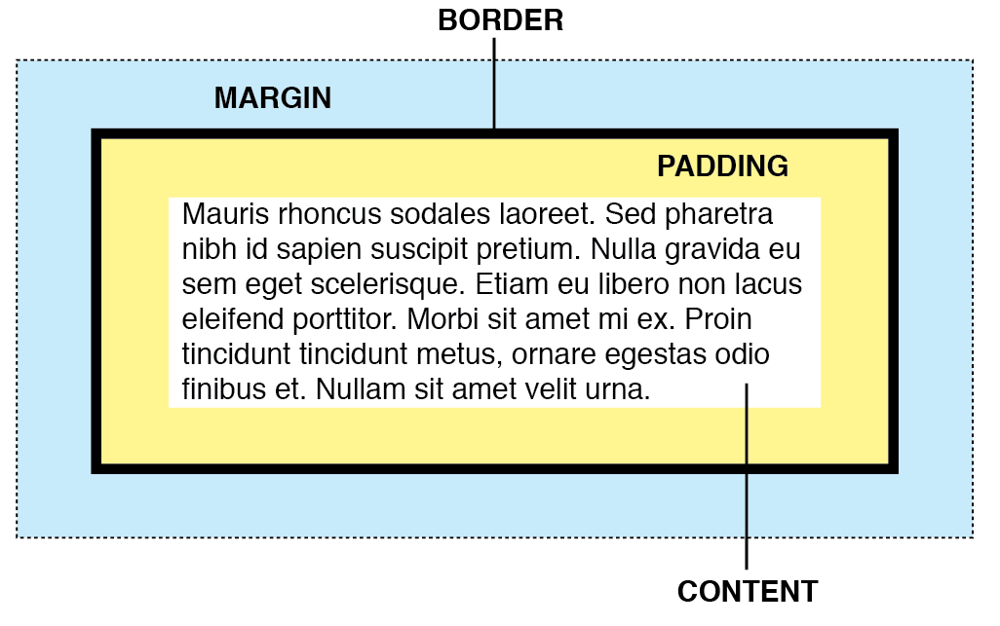 BORDER
MARGIN
PADDING
Mauris rhoncus sodales laoreet. Sed pharetra
nibh id sapien suscipit pretium. Nulla gravida eu
sem eget scelerisque. Etiam eu libero non lacus
eleifend porttitor. Morbi sit amet mi ex. Proin
tincidunt tincidunt metus, ornare egestas odio
finibus et. Nullam sit amet velit urna.
CONTENT